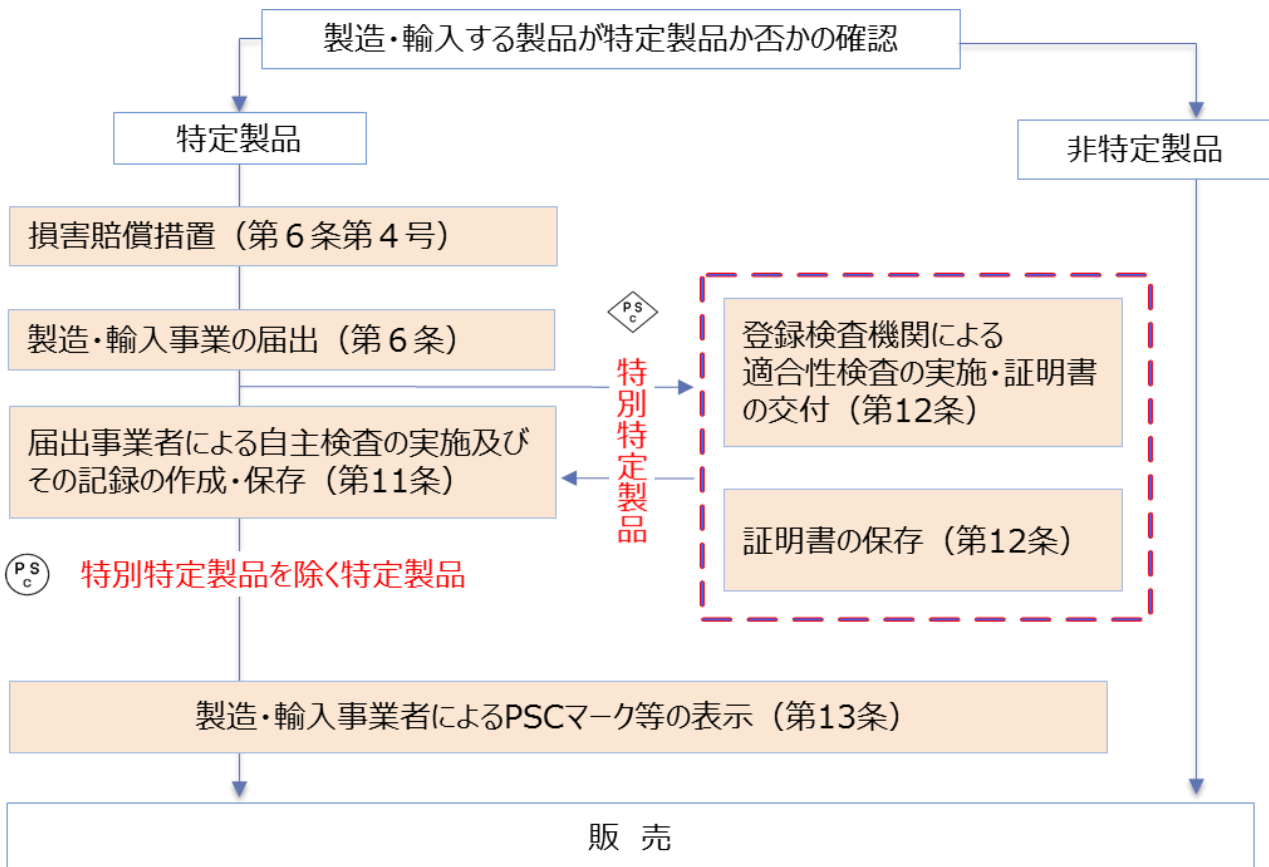 製造・輸入する製品が特定製品か否かの確認
特定製品
非特定製品
損害賠償措置（第６条第４号）
製造・輸入事業の届出（第６条）
PS
C
特別特定製品
登録検査機関による
適合性検査の実施・証明書
の交付（第12条）
届出事業者による自主検査の実施及び
その記録の作成・保存（第11条）
証明書の保存（第12条）
PS
C
特別特定製品を除く特定製品
製造・輸入事業者によるPSCマーク等の表示（第13条）
販 売